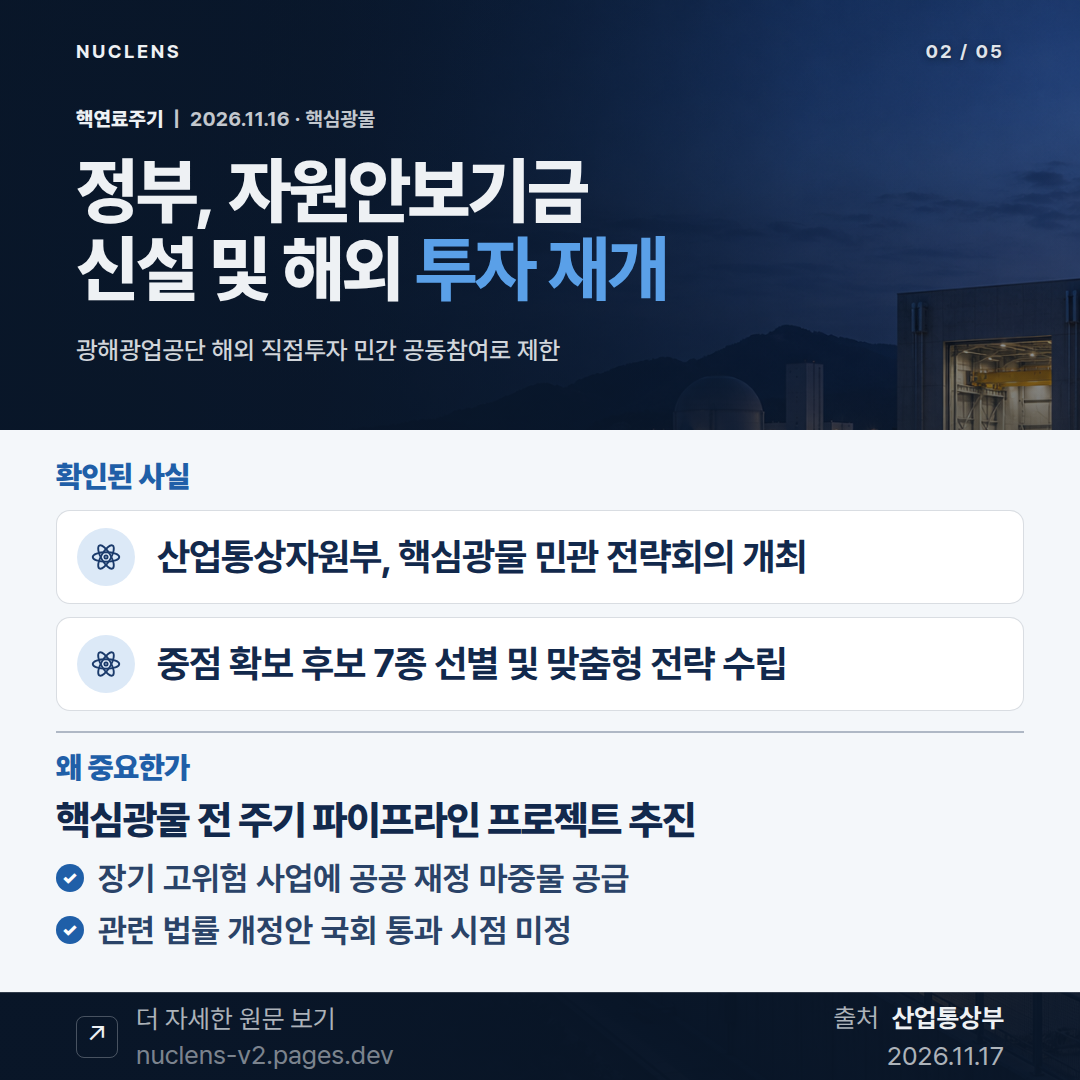 NUCLENS
02 / 05
핵연료주기 | 2026.11.16 · 핵심광물
정부, 자원안보기금
신설 및 해외 투자 재개
광해광업공단 해외 직접투자 민간 공동참여로 제한
확인된 사실
산업통상자원부, 핵심광물 민관 전략회의 개최
중점 확보 후보 7종 선별 및 맞춤형 전략 수립
왜 중요한가
핵심광물 전 주기 파이프라인 프로젝트 추진
장기 고위험 사업에 공공 재정 마중물 공급
관련 법률 개정안 국회 통과 시점 미정
더 자세한 원문 보기
nuclens-v2.pages.dev
출처 산업통상부
2026.11.17